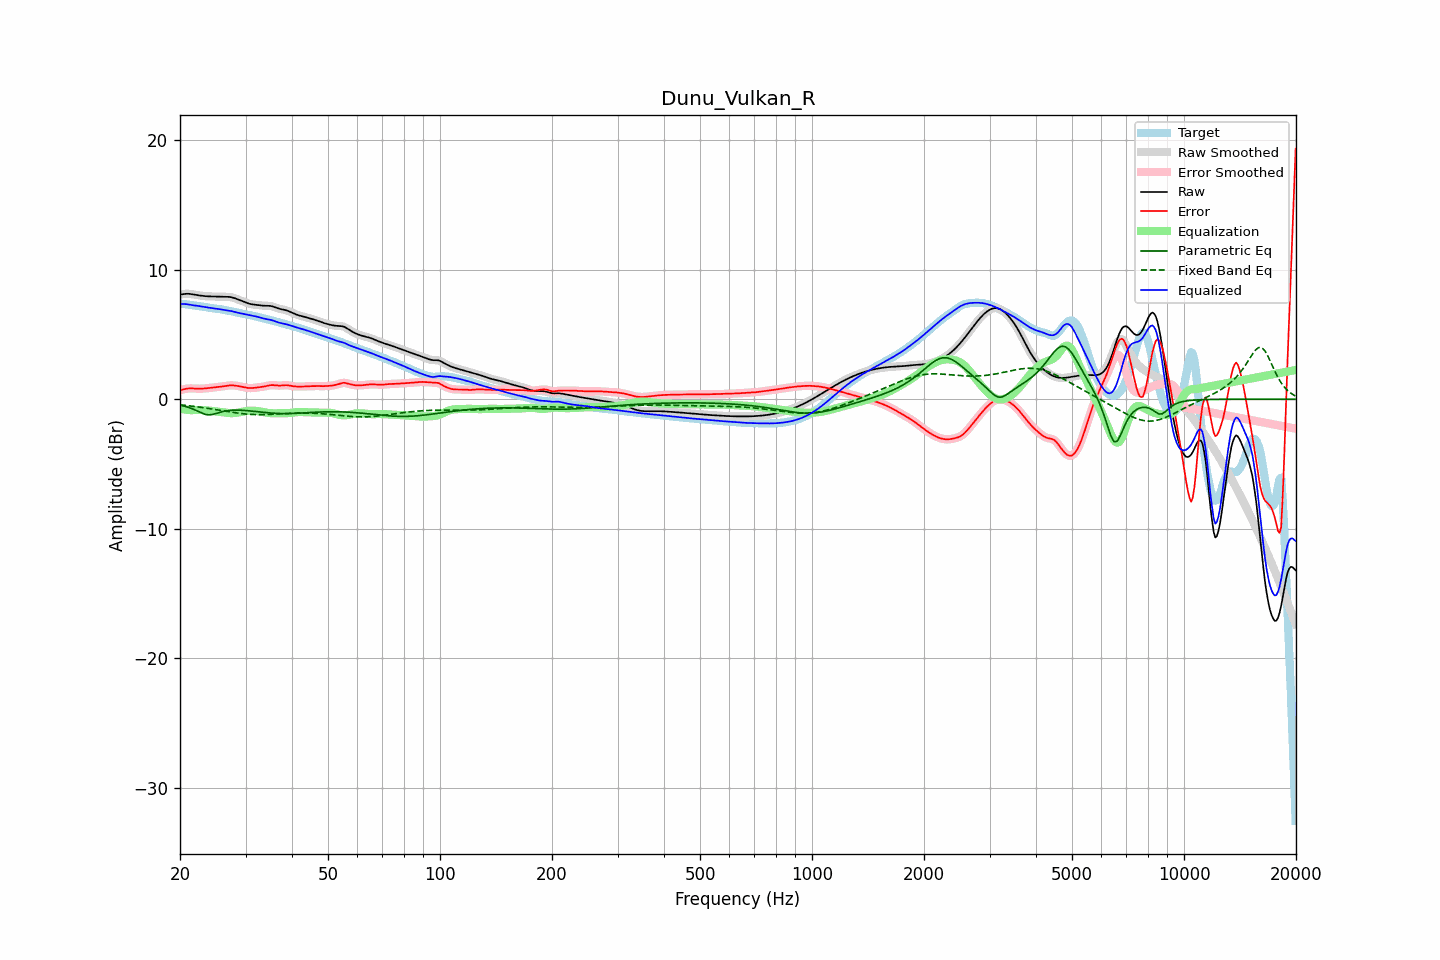 Dunu_Vulkan_R
Target
Raw Smoothed
Error Smoothed
Raw
Error
Equalization
Parametric Eq
Fixed Band Eq
Equalized
20
10
0
−10
−20
−30
Amplitude (dBr)
20 50 100 200 500 1000 2000 5000 10000 20000
Frequency (Hz)